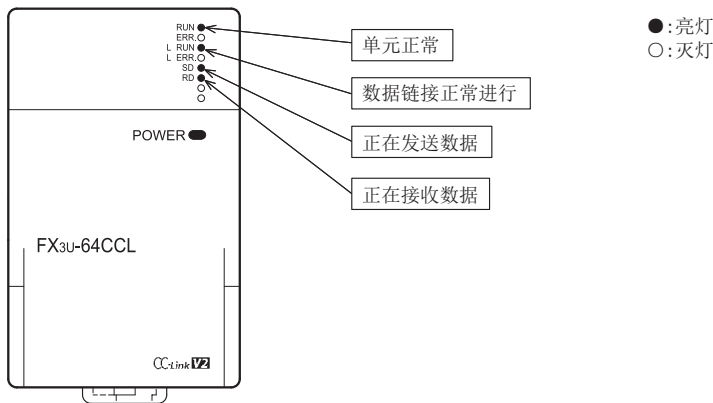 RUN
ERR.
L RUN
L ERR.
SD
RD
单元正常
数据链接正常进行
正在发送数据
正在接收数据
●:亮灯
○:灭灯
POWER
FX3U-64CCL
CC-Link V2